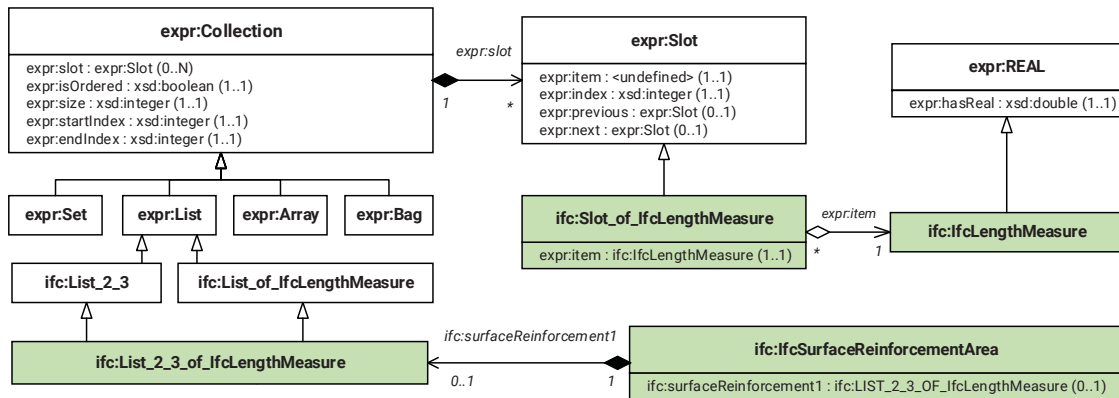 expr:Collection
expr:slot : expr:Slot (0..N)
expr:isOrdered : xsd:boolean (1..1)
expr:size : xsd:integer (1..1)
expr:startIndex : xsd:integer (1..1)
expr:endIndex : xsd:integer (1..1)
expr:slot
1
*
expr:Slot
expr:item : <undefined> (1..1)
expr:index : xsd:integer (1..1)
expr:previous : expr:Slot (0..1)
expr:next : expr:Slot (0..1)
expr:REAL
expr:hasReal : xsd:double (1..1)
expr:Set
expr:List
expr:Array
expr:Bag
ifc:Slot_of_IfcLengthMeasure
expr:item : ifc:IfcLengthMeasure (1..1)
expr:item
*
1
ifc:IfcLengthMeasure
ifc:List_2_3
ifc:List_of_IfcLengthMeasure
ifc:List_2_3_of_IfcLengthMeasure
ifc:surfaceReinforcement1
0..1
1
ifc:IfcSurfaceReinforcementArea
ifc:surfaceReinforcement1 : ifc:LIST_2_3_OF_IfcLengthMeasure (0..1)